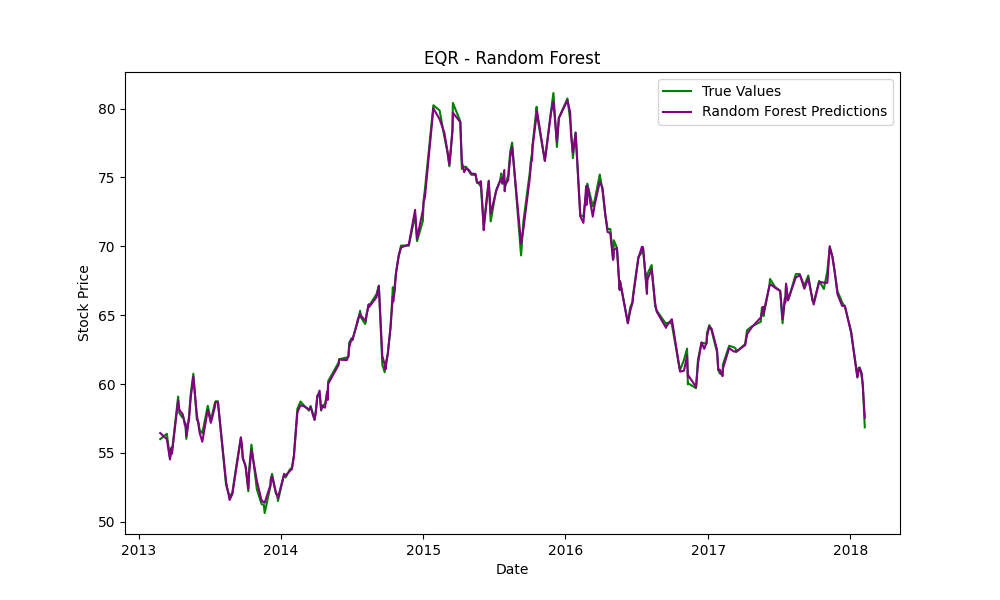 EQR - Random Forest
True Values
Random Forest Predictions
Stock Price
80
75
70
65
60
55
50
2013
2014
2015
2016
2017
2018
Date